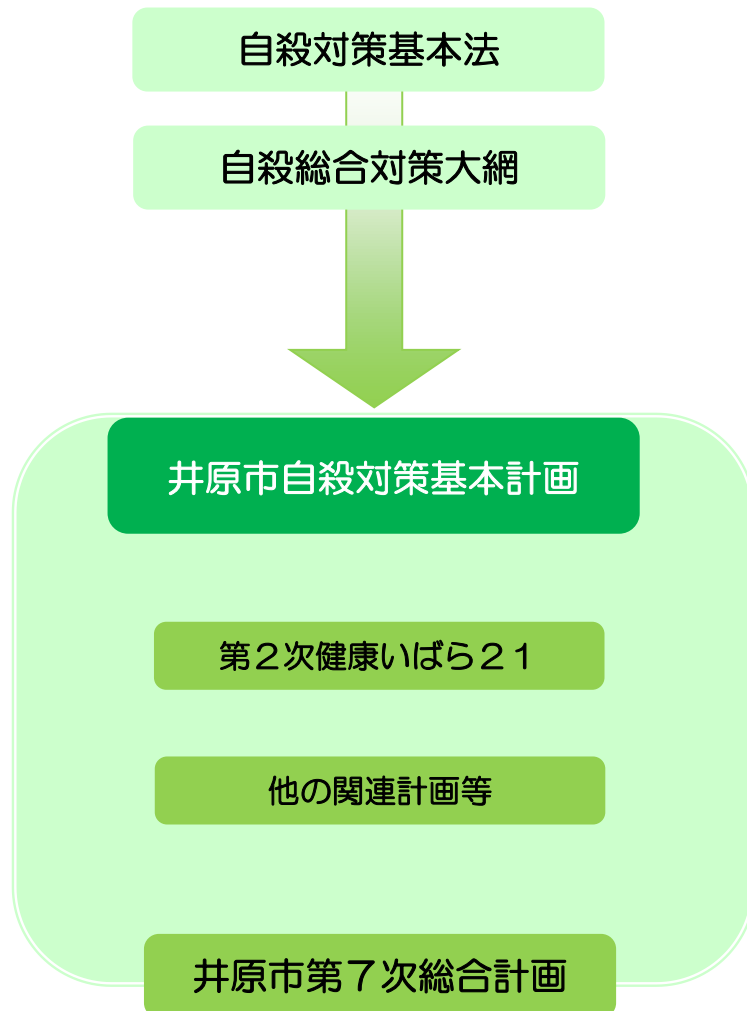 自殺対策基本法
自殺総合対策大網
井原市自殺対策基本計画
第２次健康いばら２１
他の関連計画等
井原市第７次総合計画